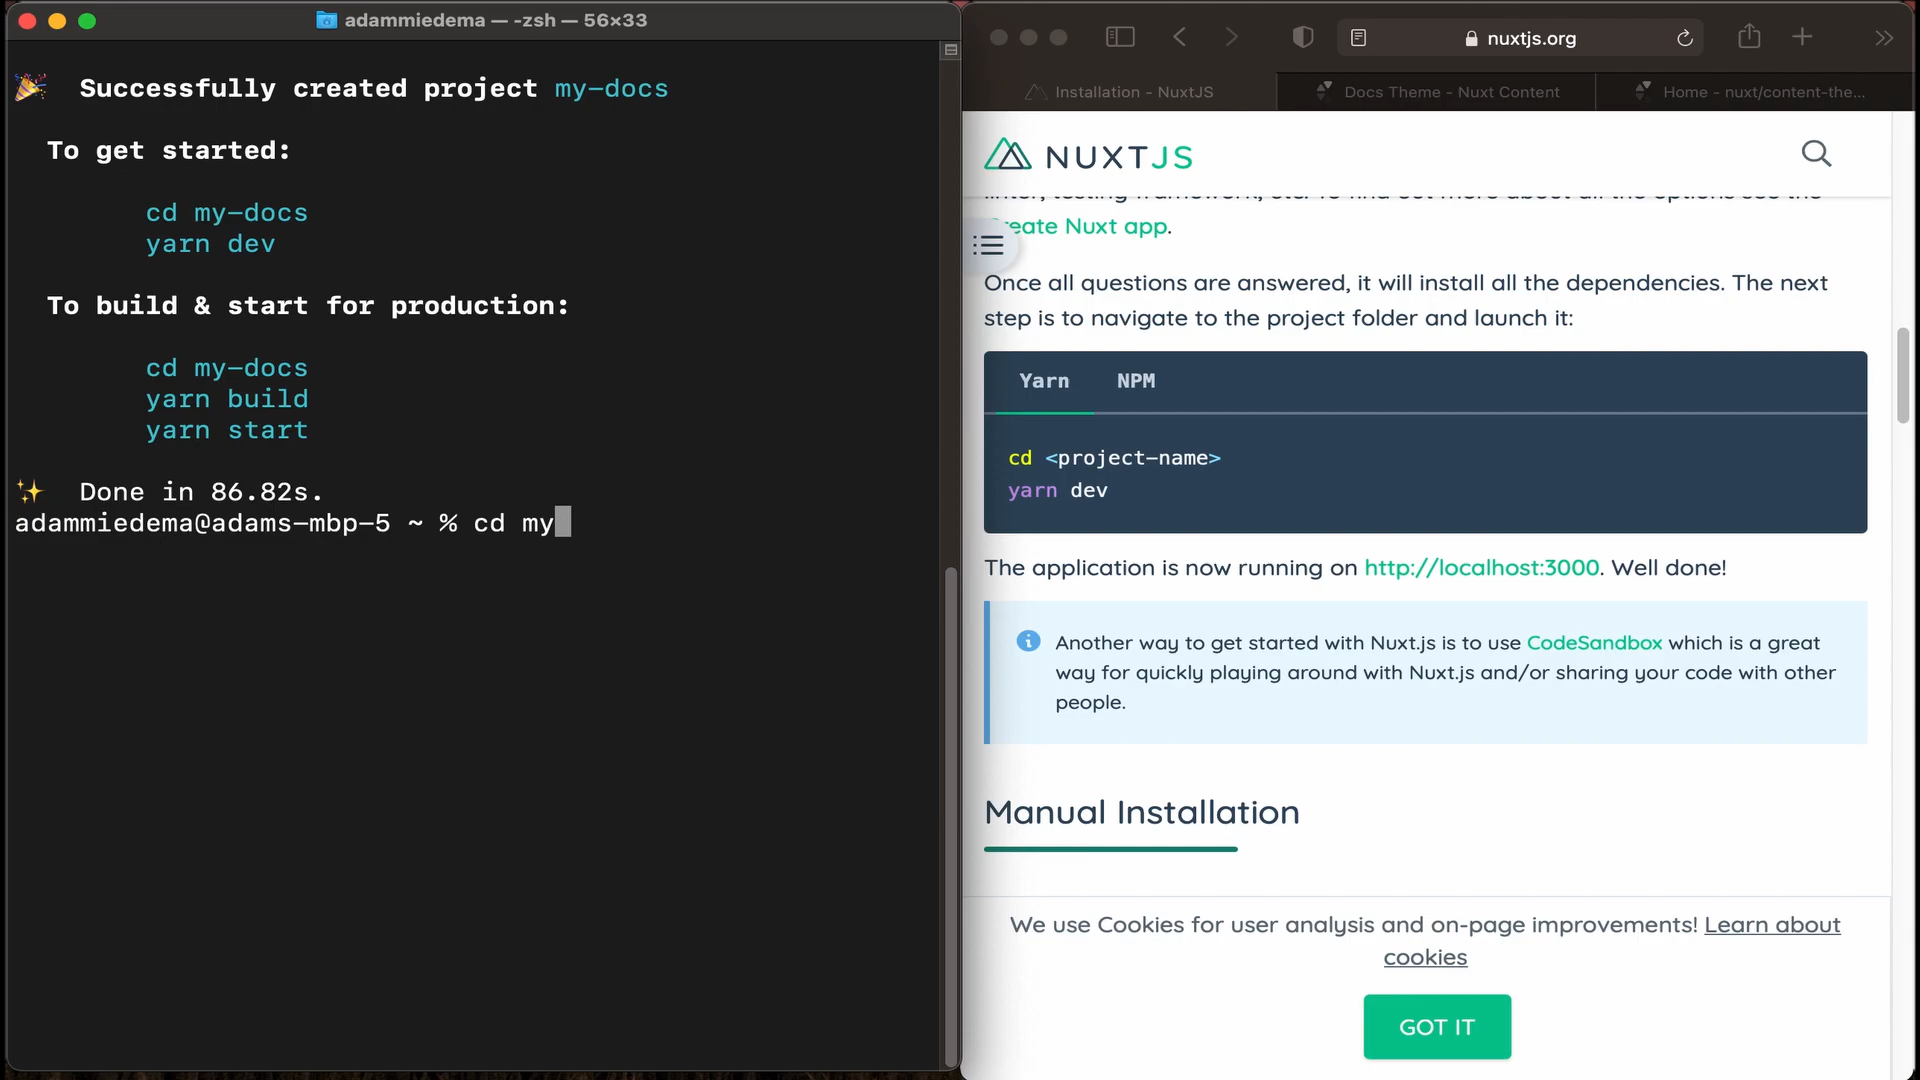 adammiedema — -zsh — 56×33
Successfully created project my-docs
To get started:
cd my-docs
yarn dev
To build & start for production:
cd my-docs
yarn build
yarn start
Done in 86.82s.
adammiedema@adams-mbp-5 ~ % cd my
nuxtjs.org
Installation - NuxtJS
Docs Theme - Nuxt Content
Home - nuxt/content-the...
NUXTJS
Create Nuxt app.
Once all questions are answered, it will install all the dependencies. The next
step is to navigate to the project folder and launch it:
Yarn NPM
cd <project-name>
yarn dev
The application is now running on http://localhost:3000. Well done!
Another way to get started with Nuxt.js is to use CodeSandbox which is a great
way for quickly playing around with Nuxt.js and/or sharing your code with other
people.
Manual Installation
We use Cookies for user analysis and on-page improvements! Learn about
cookies
GOT IT